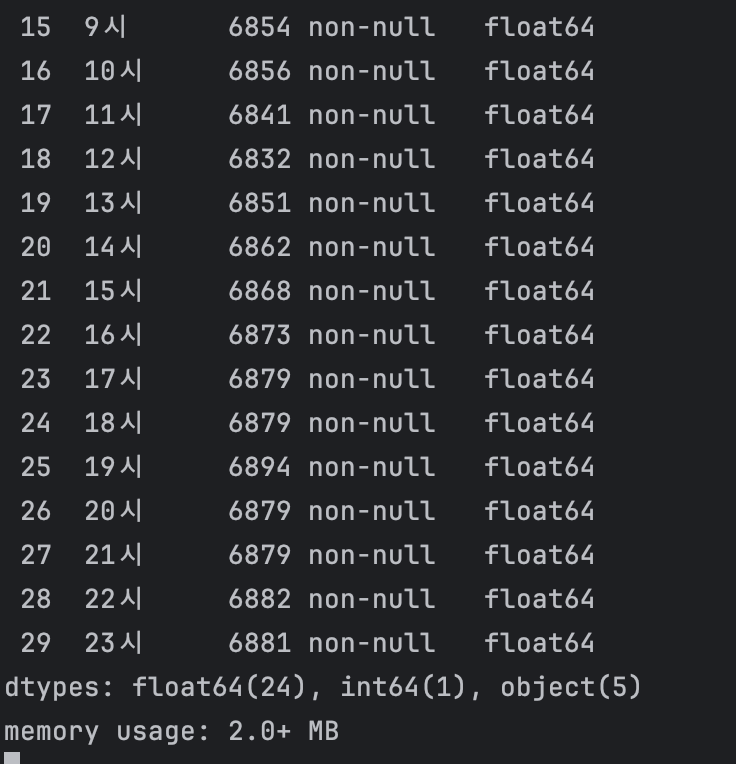 15  9시      6854 non-null   float64
16  10시     6856 non-null   float64
17  11시     6841 non-null   float64
18  12시     6832 non-null   float64
19  13시     6851 non-null   float64
20  14시     6862 non-null   float64
21  15시     6868 non-null   float64
22  16시     6873 non-null   float64
23  17시     6879 non-null   float64
24  18시     6879 non-null   float64
25  19시     6894 non-null   float64
26  20시     6879 non-null   float64
27  21시     6879 non-null   float64
28  22시     6882 non-null   float64
29  23시     6881 non-null   float64
dtypes: float64(24), int64(1), object(5)
memory usage: 2.0+ MB